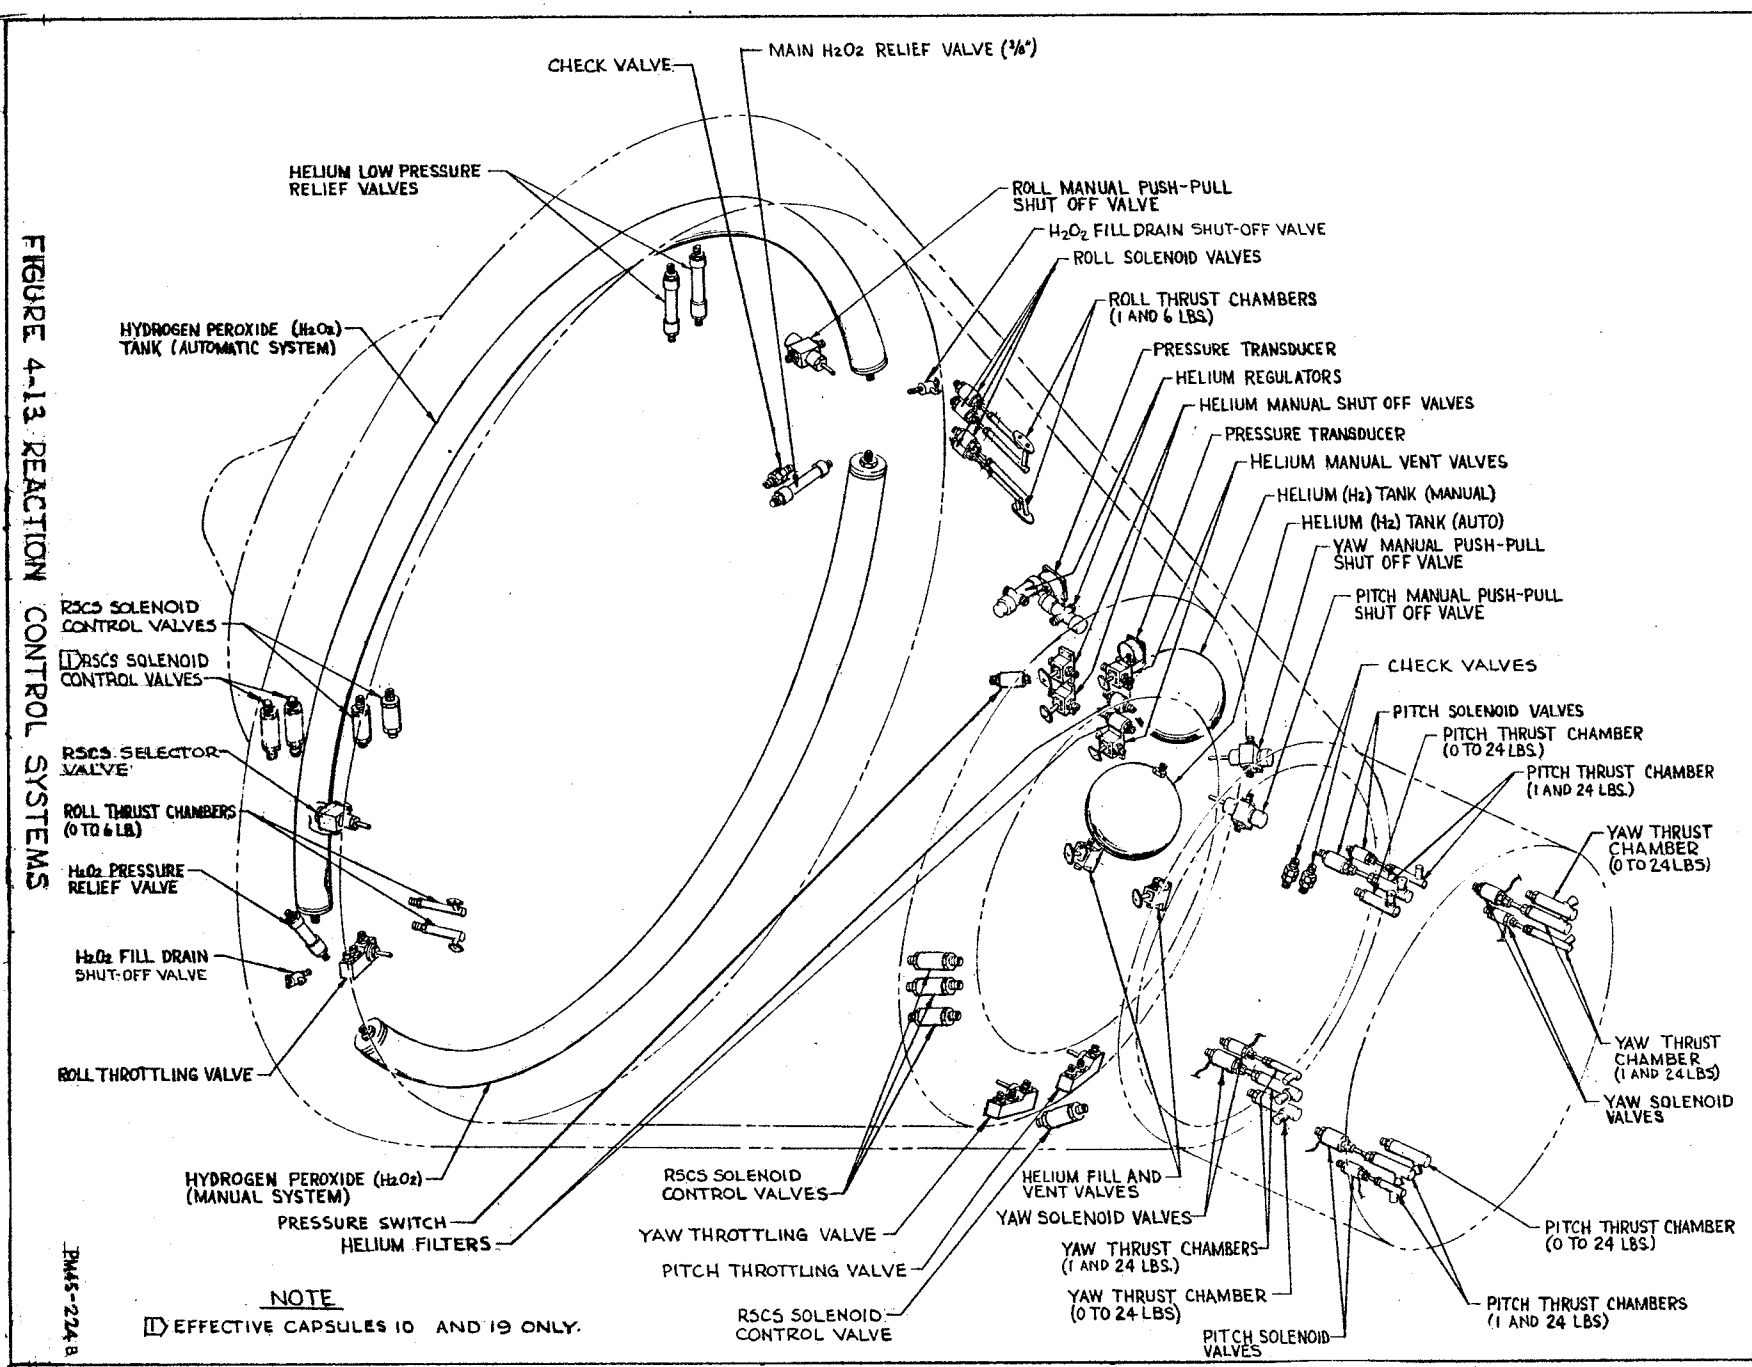 MAIN H2O2 RELIEF VALVE (3/8")
CHECK VALVE
HELIUM LOW PRESSURE
RELIEF VALVES
ROLL MANUAL PUSH-PULL
SHUT OFF VALVE
H2O2 FILL DRAIN SHUT-OFF VALVE
ROLL SOLENOID VALVES
ROLL THRUST CHAMBERS
(1 AND 6 LBS)
HYDROGEN PEROXIDE (H2O2)
TANK (AUTOMATIC SYSTEM)
PRESSURE TRANSDUCER
HELIUM REGULATORS
HELIUM MANUAL SHUT OFF VALVES
PRESSURE TRANSDUCER
HELIUM MANUAL VENT VALVES
HELIUM (H2) TANK (MANUAL)
HELIUM (H2) TANK (AUTO)
YAW MANUAL PUSH-PULL
SHUT OFF VALVE
PITCH MANUAL PUSH-PULL
SHUT OFF VALVE
CHECK VALVES
PITCH SOLENOID VALVES
PITCH THRUST CHAMBER
(0 TO 24 LBS.)
PITCH THRUST CHAMBER
(1 AND 24 LBS.)
YAW THRUST
CHAMBER
(0 TO 24 LBS)
YAW THRUST
CHAMBER
(1 AND 24 LBS)
YAW SOLENOID
VALVES
PITCH THRUST CHAMBER
(0 TO 24 LBS.)
PITCH THRUST CHAMBERS
(1 AND 24 LBS)
RSCS SOLENOID
CONTROL VALVES
1 RSCS SOLENOID
CONTROL VALVES
RSCS SELECTOR
VALVE
ROLL THRUST CHAMBERS
(0 TO 6 LB)
H2O2 PRESSURE
RELIEF VALVE
H2O2 FILL DRAIN
SHUT-OFF VALVE
ROLL THROTTLING VALVE
HYDROGEN PEROXIDE (H2O2)
(MANUAL SYSTEM)
PRESSURE SWITCH
HELIUM FILTERS
RSCS SOLENOID
CONTROL VALVES
YAW THROTTLING VALVE
PITCH THROTTLING VALVE
RSCS SOLENOID
CONTROL VALVE
HELIUM FILL AND
VENT VALVES
YAW SOLENOID VALVES
YAW THRUST CHAMBERS
(1 AND 24 LBS.)
YAW THRUST CHAMBER
(0 TO 24 LBS)
PITCH SOLENOID
VALVES
NOTE
1 EFFECTIVE CAPSULES 10 AND 19 ONLY.
FIGURE 4-13 REACTION CONTROL SYSTEMS
PM45-224B